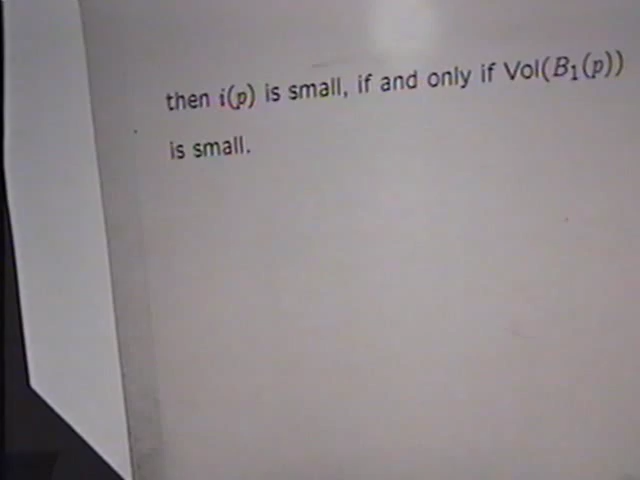 then i(p) is small, if and only if Vol(B₁(p))
is small.